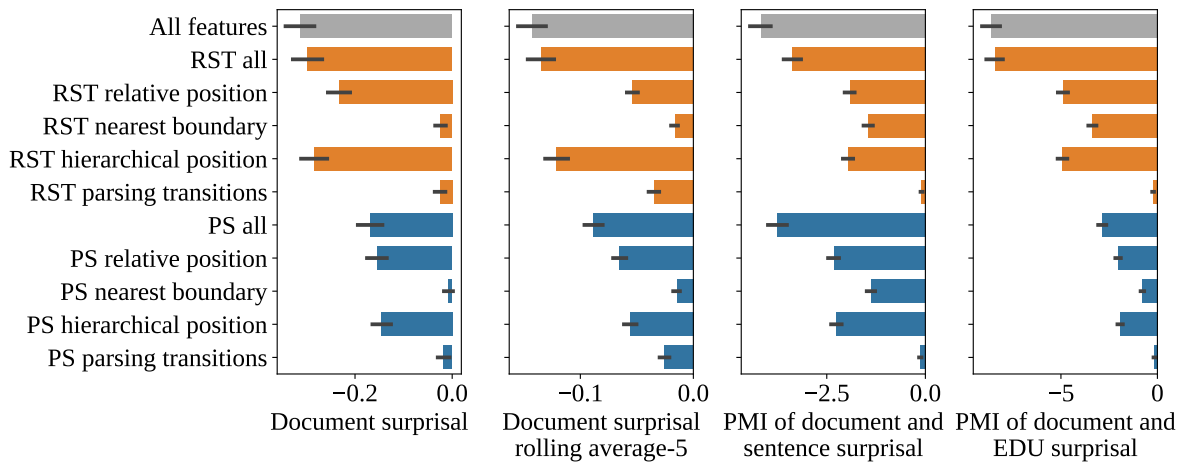 All features
RST all
RST relative position
RST nearest boundary
RST hierarchical position
RST parsing transitions
PS all
PS relative position
PS nearest boundary
PS hierarchical position
PS parsing transitions
−0.2 0.0
Document surprisal
−0.1 0.0
Document surprisal
rolling average-5
−2.5 0.0
PMI of document and
sentence surprisal
−5 0
PMI of document and
EDU surprisal